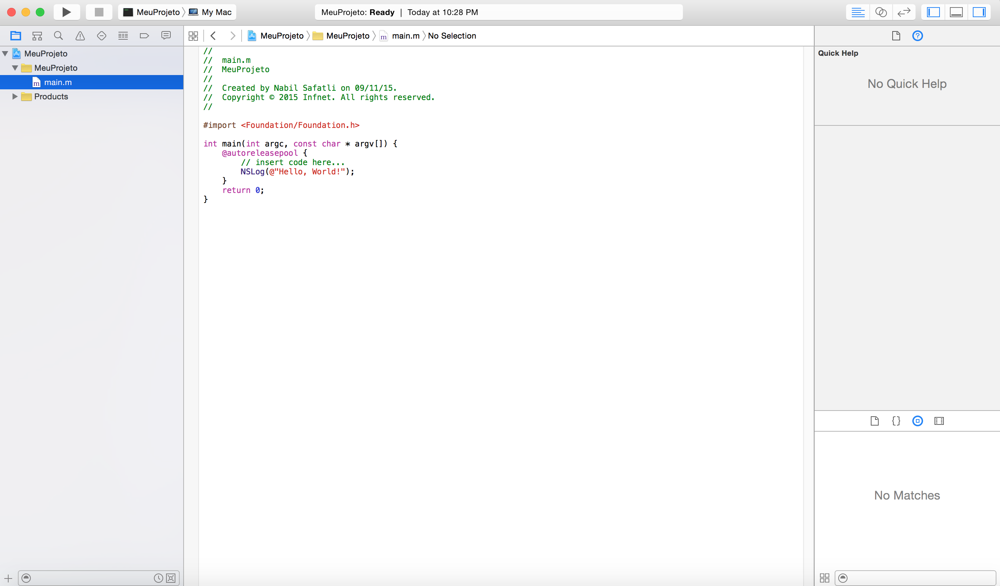 MeuProjeto My Mac
MeuProjeto: Ready | Today at 10:28 PM
MeuProjeto MeuProjeto m main.m No Selection
MeuProjeto
MeuProjeto
m main.m
Products
//
// main.m
// MeuProjeto
//
// Created by Nabil Safatli on 09/11/15.
// Copyright © 2015 Infnet. All rights reserved.
//
#import <Foundation/Foundation.h>
int main(int argc, const char * argv[]) {
@autoreleasepool {
// insert code here...
NSLog(@"Hello, World!");
}
return 0;
}
Quick Help
No Quick Help
{}
No Matches